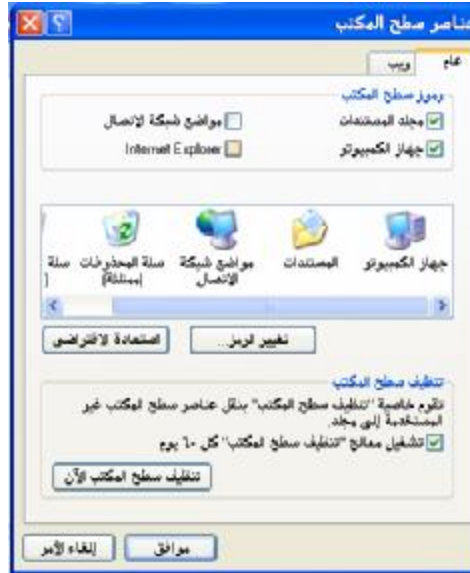 عناصر سطح المكتب
عام
ويب
رموز سطح المكتب
مجلد المستندات
مواضع شبكة الاتصال
جهاز الكمبيوتر
Internet Explorer
جهاز الكمبيوتر
المستندات
مواضع شبكة الاتصال
سلة المحذوفات (ممتلئة)
سلة
تغيير الرمز...
استعادة الافتراضي
تنظيف سطح المكتب
تقوم خاصية "تنظيف سطح المكتب" بنقل عناصر سطح المكتب غير
المستخدمة إلى مجلد.
تشغيل معالج "تنظيف سطح المكتب" كل ٦٠ يوم
تنظيف سطح المكتب الآن
موافق
إلغاء الأمر